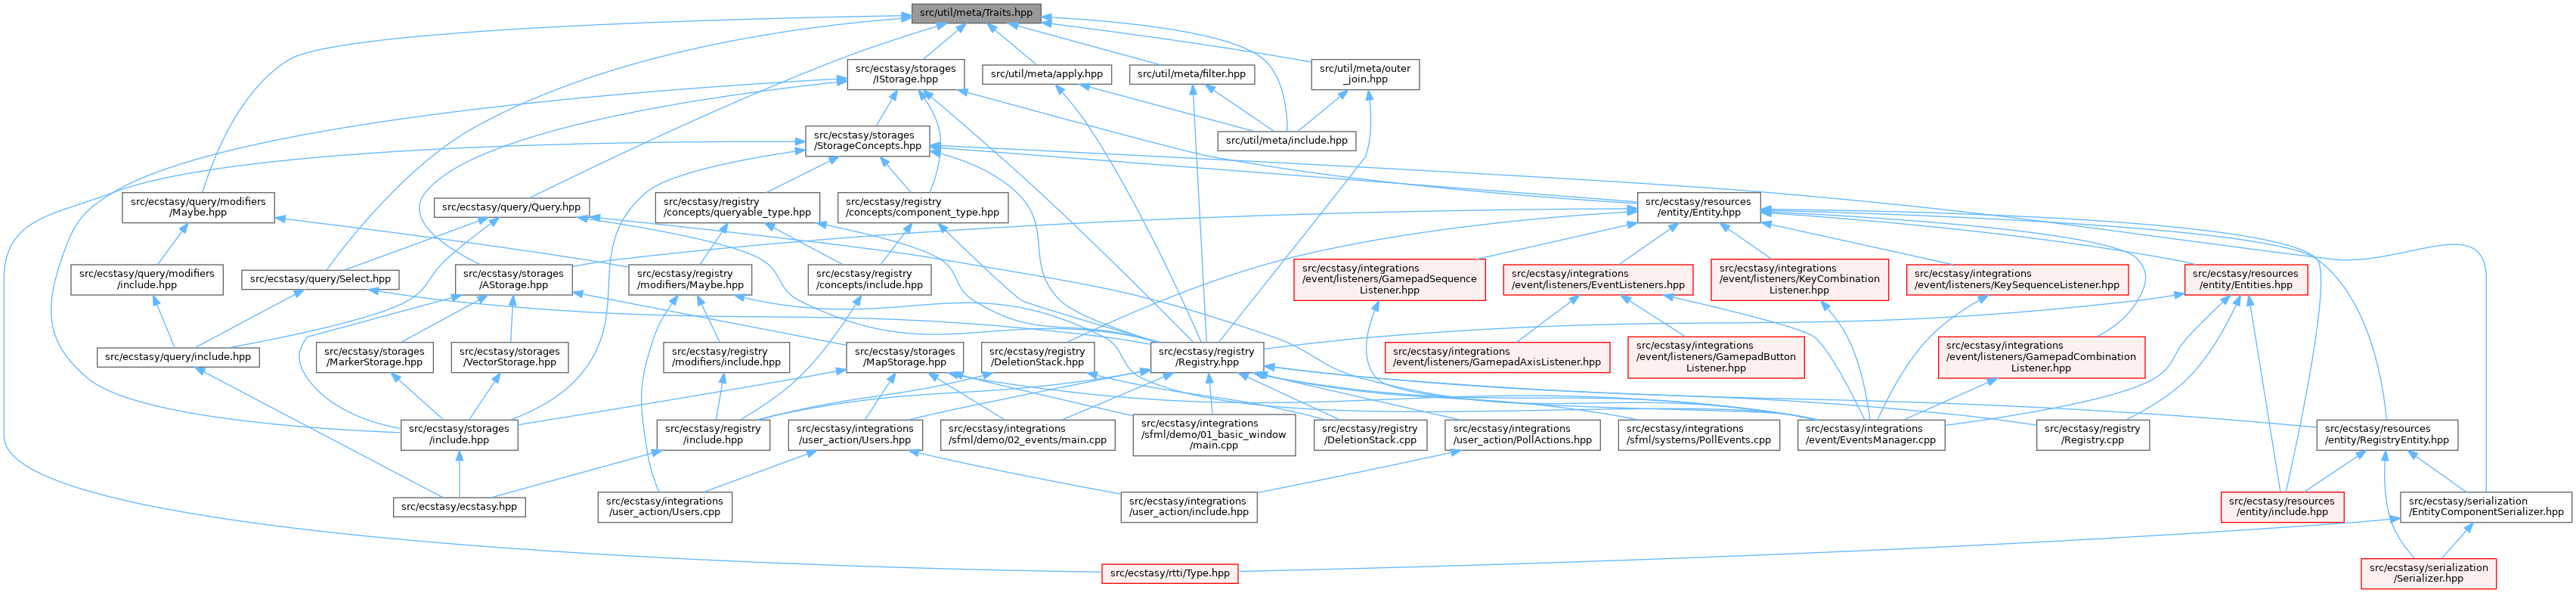 src/util/meta/Traits.hpp
src/ecstasy/storages
/IStorage.hpp
src/util/meta/apply.hpp
src/util/meta/filter.hpp
src/util/meta/outer
_join.hpp
src/ecstasy/storages
/StorageConcepts.hpp
src/util/meta/include.hpp
src/ecstasy/query/modifiers
/Maybe.hpp
src/ecstasy/query/Query.hpp
src/ecstasy/registry
/concepts/queryable_type.hpp
src/ecstasy/registry
/concepts/component_type.hpp
src/ecstasy/resources
/entity/Entity.hpp
src/ecstasy/query/modifiers
/include.hpp
src/ecstasy/query/Select.hpp
src/ecstasy/storages
/AStorage.hpp
src/ecstasy/registry
/modifiers/Maybe.hpp
src/ecstasy/registry
/concepts/include.hpp
src/ecstasy/integrations
/event/listeners/GamepadSequence
Listener.hpp
src/ecstasy/integrations
/event/listeners/EventListeners.hpp
src/ecstasy/integrations
/event/listeners/KeyCombination
Listener.hpp
src/ecstasy/integrations
/event/listeners/KeySequenceListener.hpp
src/ecstasy/resources
/entity/Entities.hpp
src/ecstasy/query/include.hpp
src/ecstasy/storages
/MarkerStorage.hpp
src/ecstasy/storages
/VectorStorage.hpp
src/ecstasy/registry
/modifiers/include.hpp
src/ecstasy/storages
/MapStorage.hpp
src/ecstasy/registry
/DeletionStack.hpp
src/ecstasy/registry
/Registry.hpp
src/ecstasy/integrations
/event/listeners/GamepadAxisListener.hpp
src/ecstasy/integrations
/event/listeners/GamepadButton
Listener.hpp
src/ecstasy/integrations
/event/listeners/GamepadCombination
Listener.hpp
src/ecstasy/storages
/include.hpp
src/ecstasy/registry
/include.hpp
src/ecstasy/integrations
/user_action/Users.hpp
src/ecstasy/integrations
/sfml/demo/02_events/main.cpp
src/ecstasy/integrations
/sfml/demo/01_basic_window
/main.cpp
src/ecstasy/registry
/DeletionStack.cpp
src/ecstasy/integrations
/user_action/PollActions.hpp
src/ecstasy/integrations
/sfml/systems/PollEvents.cpp
src/ecstasy/integrations
/event/EventsManager.cpp
src/ecstasy/registry
/Registry.cpp
src/ecstasy/resources
/entity/RegistryEntity.hpp
src/ecstasy/ecstasy.hpp
src/ecstasy/integrations
/user_action/Users.cpp
src/ecstasy/integrations
/user_action/include.hpp
src/ecstasy/resources
/entity/include.hpp
src/ecstasy/serialization
/EntityComponentSerializer.hpp
src/ecstasy/rtti/Type.hpp
src/ecstasy/serialization
/Serializer.hpp